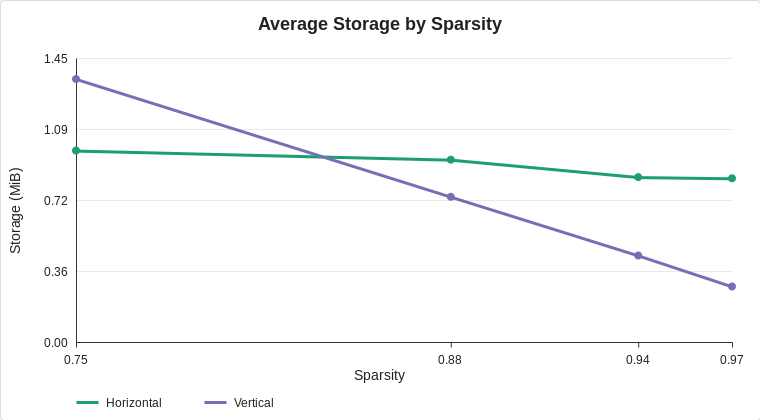 Average Storage by Sparsity
1.45
1.09
0.72
0.36
0.00
Storage (MiB)
0.75 0.88 0.94 0.97
Sparsity
Horizontal Vertical